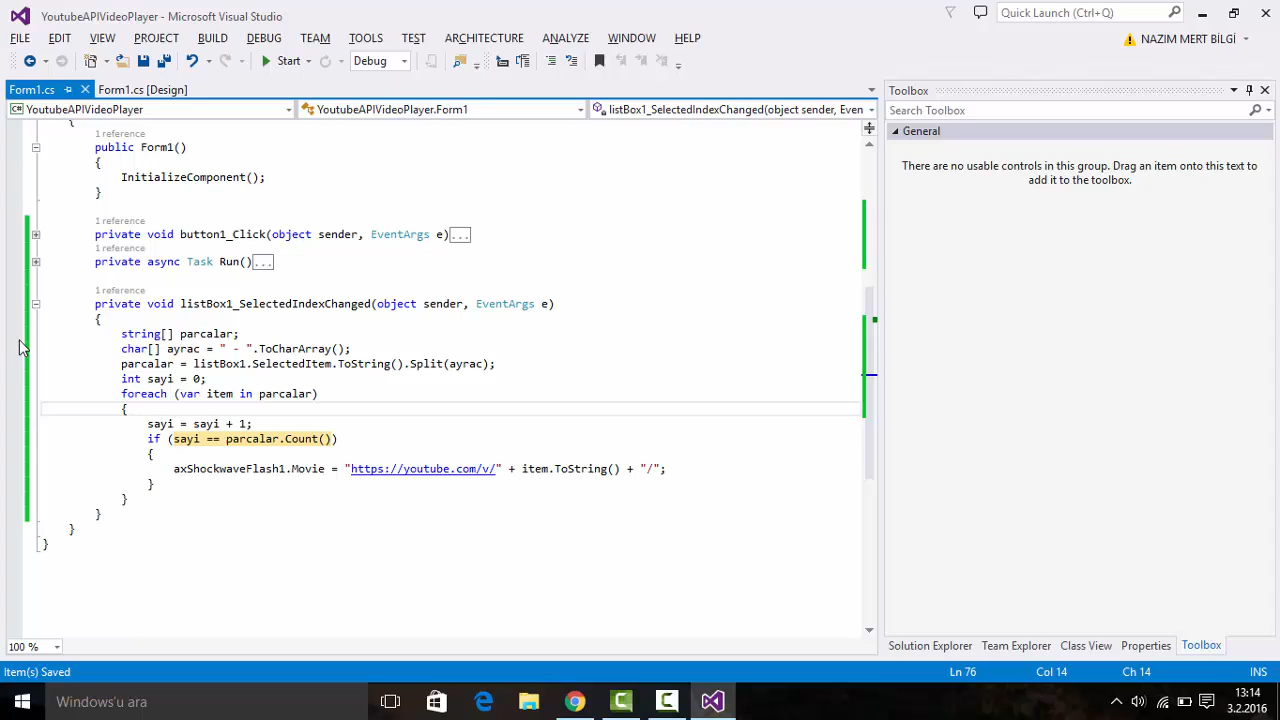 YoutubeAPIVideoPlayer - Microsoft Visual Studio
Quick Launch (Ctrl+Q)
FILE EDIT VIEW PROJECT BUILD DEBUG TEAM TOOLS TEST ARCHITECTURE ANALYZE WINDOW HELP
NAZIM MERT BİLGİ
Start
Debug
Form1.cs
Form1.cs [Design]
YoutubeAPIVideoPlayer
YoutubeAPIVideoPlayer.Form1
listBox1_SelectedIndexChanged(object sender, Even
{
1 reference
public Form1()
{
InitializeComponent();
}
1 reference
private void button1_Click(object sender, EventArgs e)...
1 reference
private async Task Run()...
1 reference
private void listBox1_SelectedIndexChanged(object sender, EventArgs e)
{
string[] parcalar;
char[] ayrac = " - ".ToCharArray();
parcalar = listBox1.SelectedItem.ToString().Split(ayrac);
int sayi = 0;
foreach (var item in parcalar)
{
sayi = sayi + 1;
if (sayi == parcalar.Count())
{
axShockwaveFlash1.Movie = "https://youtube.com/v/" + item.ToString() + "/";
}
}
}
}
}
100 %
Toolbox
Search Toolbox
General
There are no usable controls in this group. Drag an item onto this text to
add it to the toolbox.
Solution Explorer Team Explorer Class View Properties Toolbox
Item(s) Saved
Ln 76
Col 14
Ch 14
INS
Windows'u ara
13:14
3.2.2016